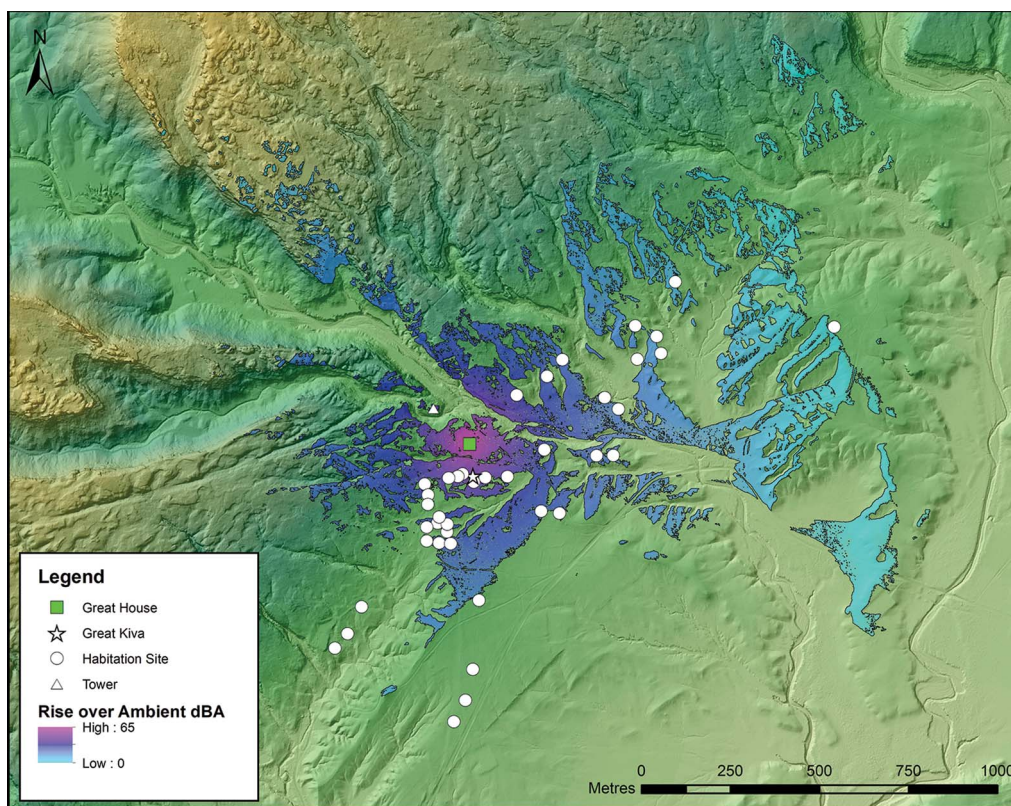 N
Legend
Great House
Great Kiva
Habitation Site
Tower
Rise over Ambient dBA
High : 65
Low : 0
0 250 500 750 1000
Metres